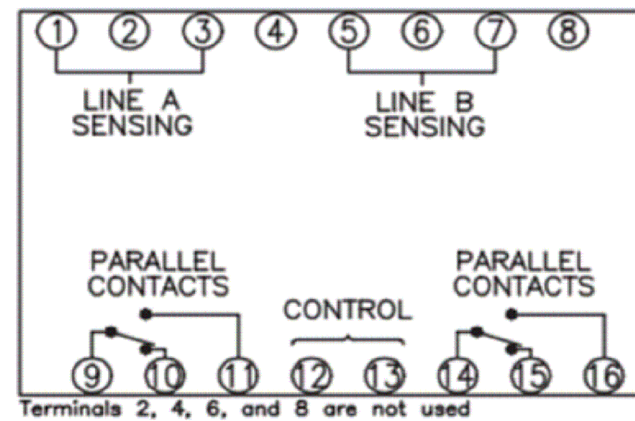 1 2 3 4 5 6 7 8
LINE A LINE B
SENSING SENSING
PARALLEL PARALLEL
CONTACTS CONTACTS
CONTROL
9 10 11 12 13 14 15 16
Terminals 2, 4, 6, and 8 are not used